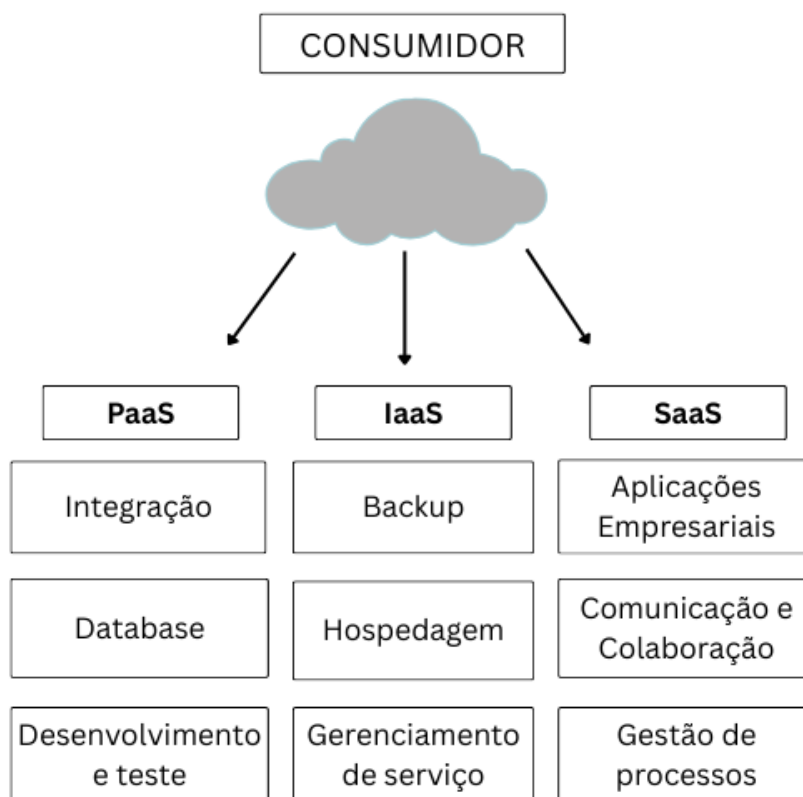 CONSUMIDOR
PaaS
IaaS
SaaS
Integração
Backup
Aplicações
Empresariais
Database
Hospedagem
Comunicação e
Colaboração
Desenvolvimento
e teste
Gerenciamento
de serviço
Gestão de
processos